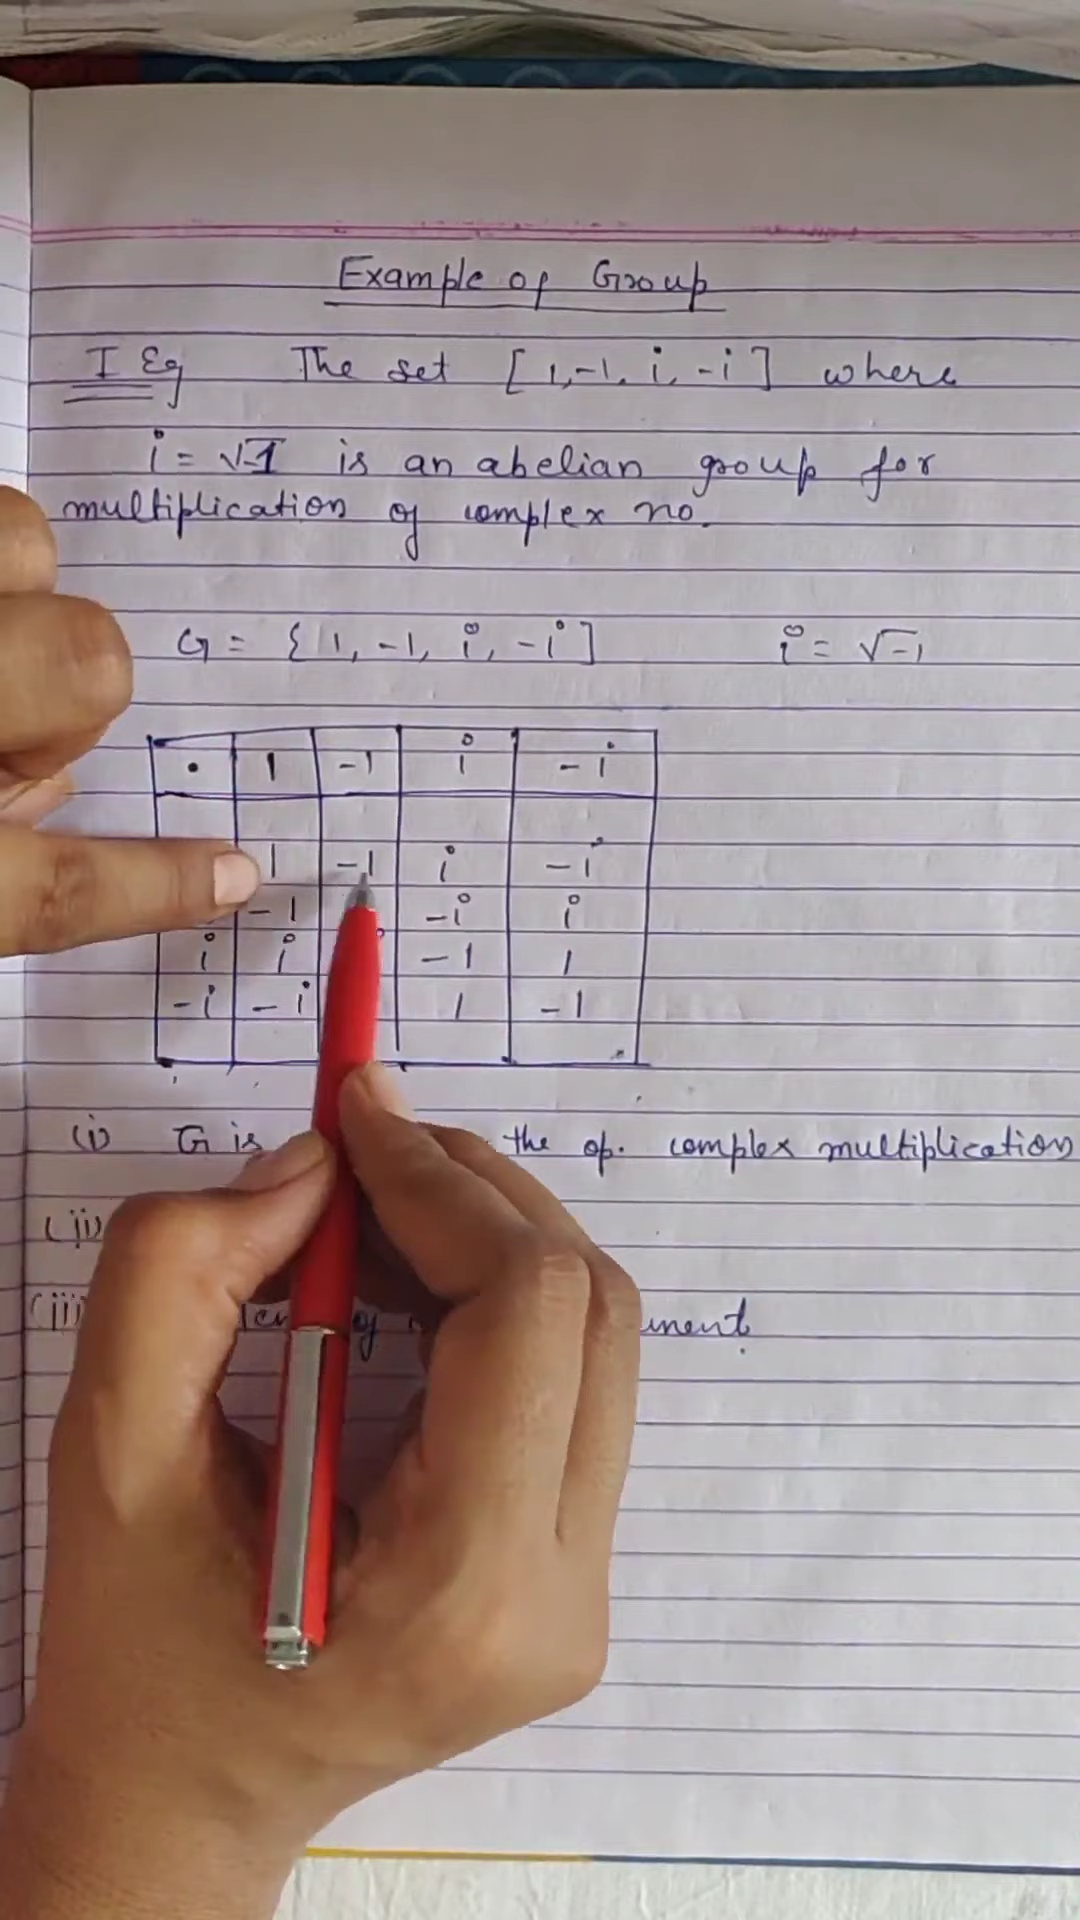 Example of Group
I Eg The set [1,-1, i, -i] where
i = √-1 is an abelian group for
multiplication of complex no.
G = {1, -1, i, -i] i = √-1
• 1 -1 i -i
1 -1 i -i
-1 -i i
i i -1 1
-i -i 1 -1
(i) G is the op. complex multiplication
(ii)
(iii) of